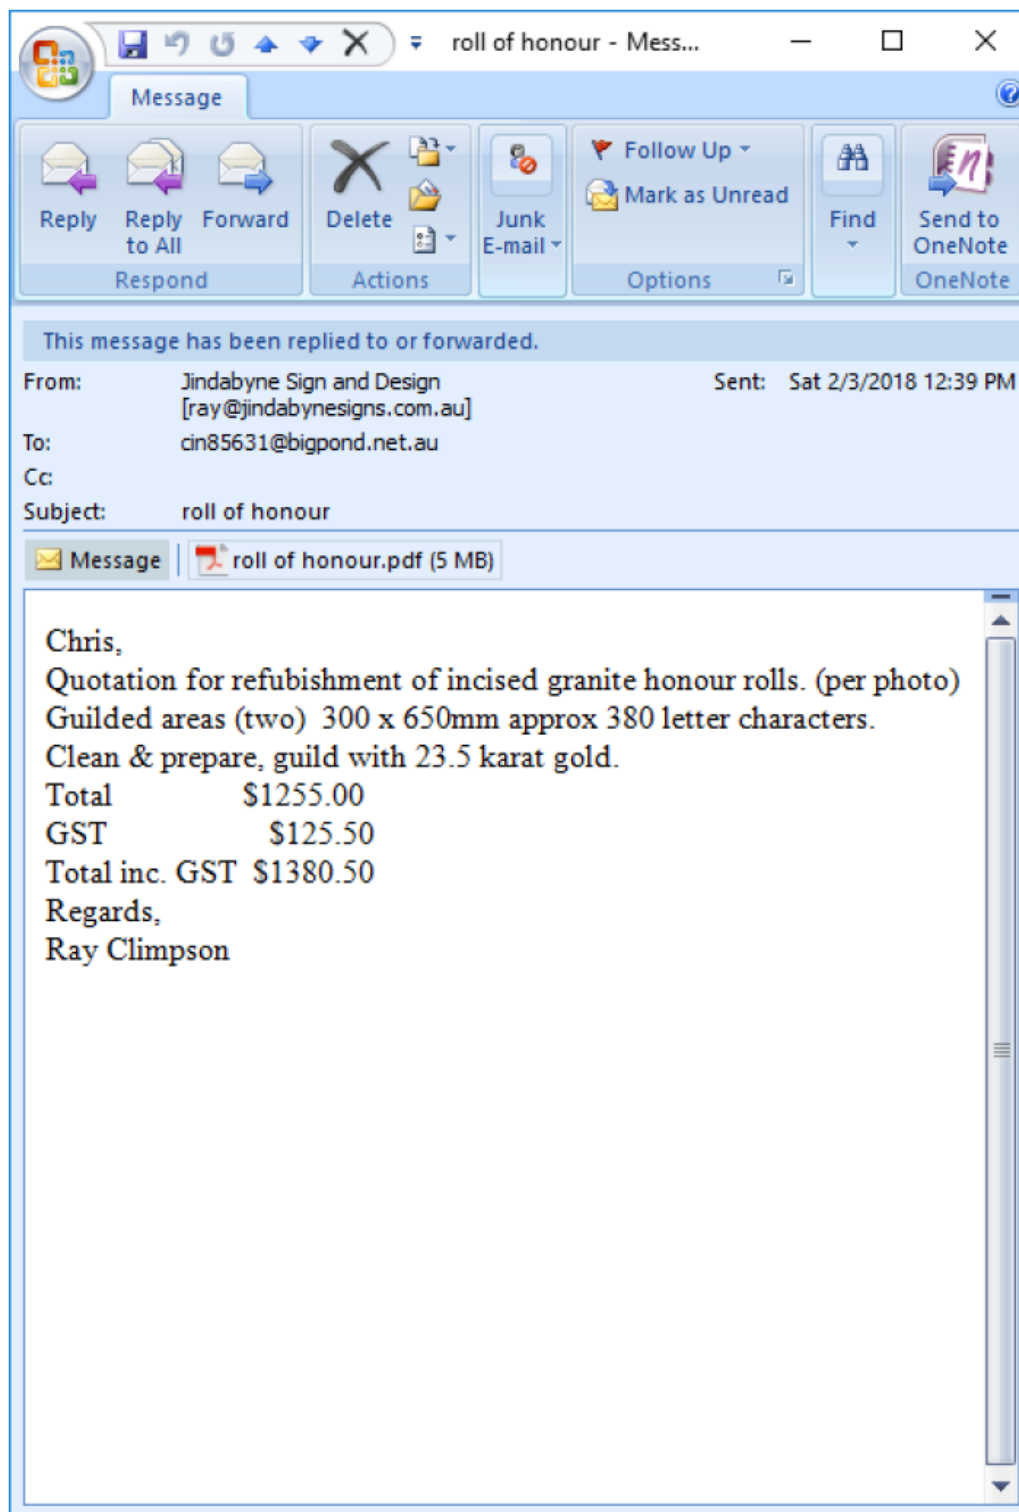 roll of honour - Mess...
Message
Reply
Reply to All
Forward
Respond
Delete
Actions
Junk E-mail
Follow Up
Mark as Unread
Options
Find
Send to OneNote
OneNote
This message has been replied to or forwarded.
From: Jindabyne Sign and Design Sent: Sat 2/3/2018 12:39 PM
[ray@jindabynesigns.com.au]
To: cin85631@bigpond.net.au
Cc:
Subject: roll of honour
Message roll of honour.pdf (5 MB)
Chris,
Quotation for refubishment of incised granite honour rolls. (per photo)
Guilded areas (two) 300 x 650mm approx 380 letter characters.
Clean & prepare, guild with 23.5 karat gold.
Total $1255.00
GST $125.50
Total inc. GST $1380.50
Regards,
Ray Climpson